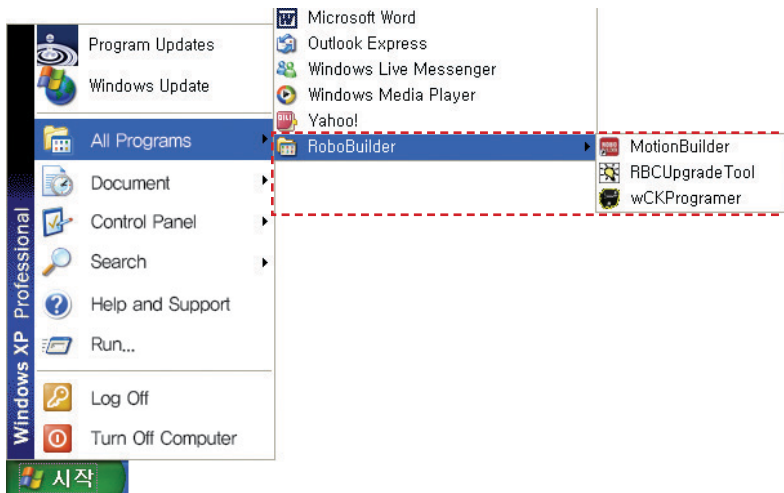 Program Updates
Windows Update
All Programs
Document
Control Panel
Search
Help and Support
Run...
Log Off
Turn Off Computer
Windows XP Professional
시작
Microsoft Word
Outlook Express
Windows Live Messenger
Windows Media Player
Yahoo!
RoboBuilder
MotionBuilder
RBCUpgradeTool
wCKProgramer